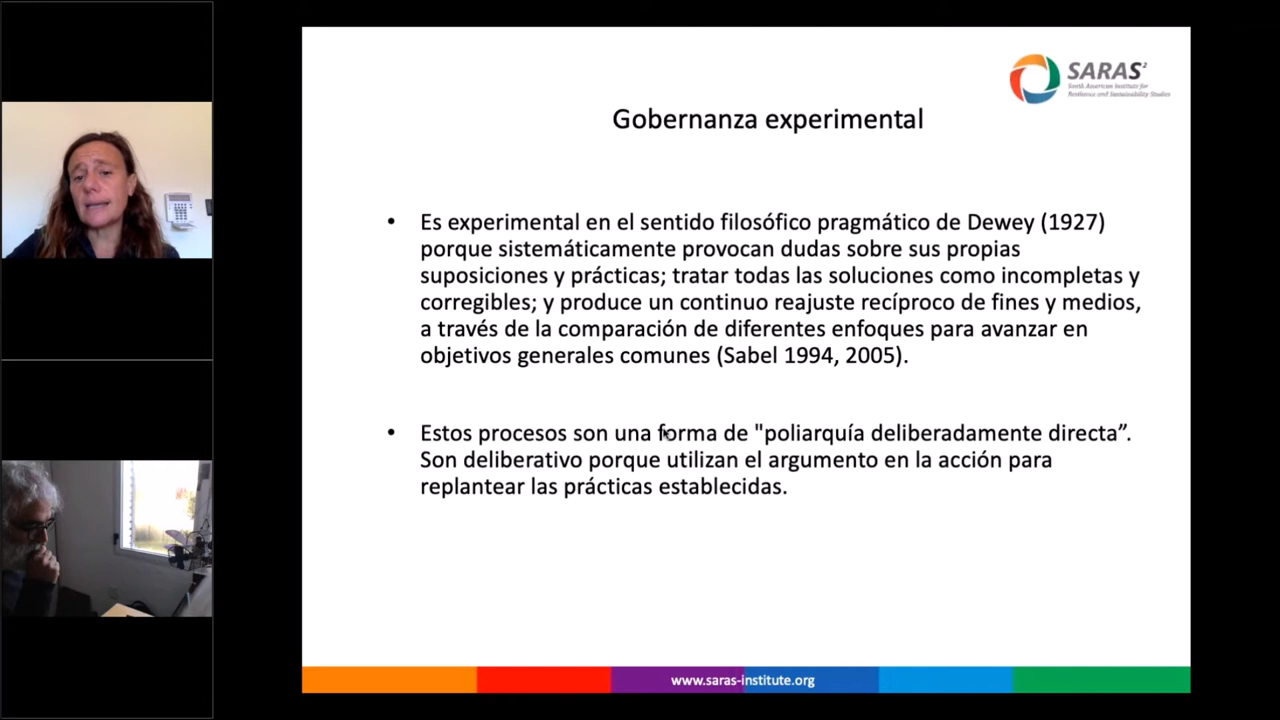 SARAS²
South American Institute for
Resilience and Sustainability Studies
Gobernanza experimental
• Es experimental en el sentido filosófico pragmático de Dewey (1927)
porque sistemáticamente provocan dudas sobre sus propias
suposiciones y prácticas; tratar todas las soluciones como incompletas y
corregibles; y produce un continuo reajuste recíproco de fines y medios,
a través de la comparación de diferentes enfoques para avanzar en
objetivos generales comunes (Sabel 1994, 2005).
• Estos procesos son una forma de "poliarquía deliberadamente directa”.
Son deliberativo porque utilizan el argumento en la acción para
replantear las prácticas establecidas.
www.saras-institute.org